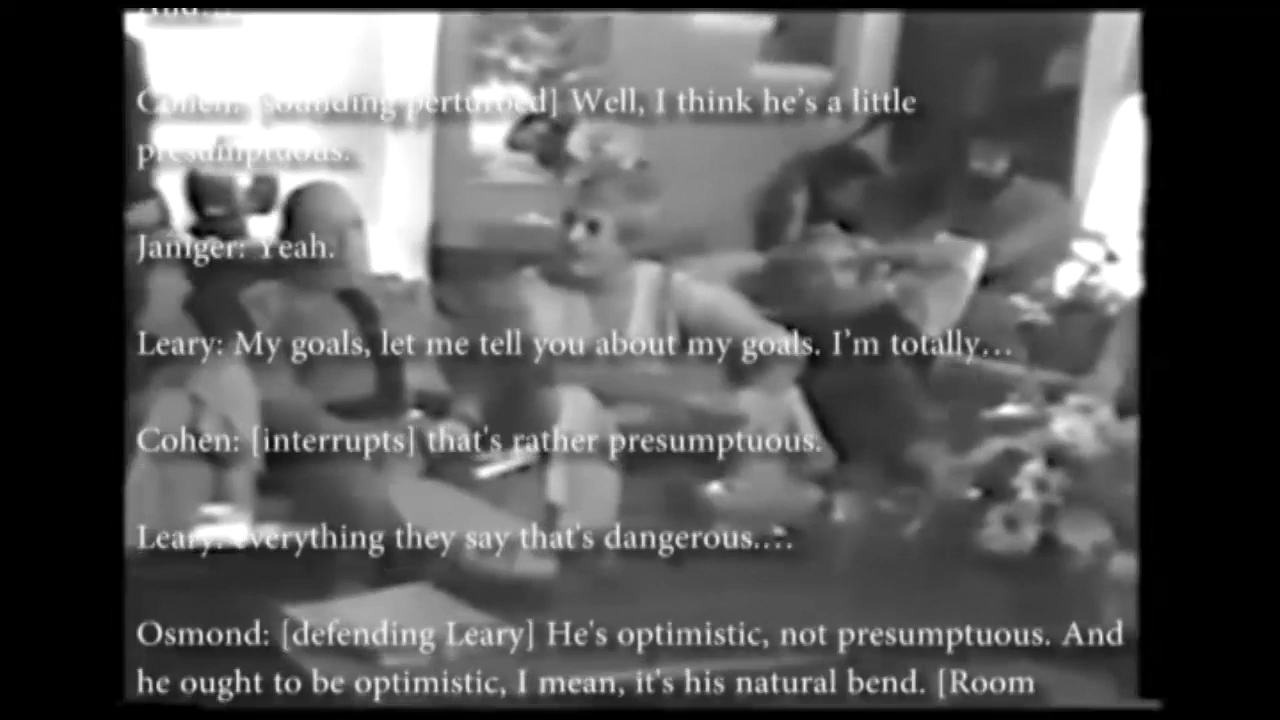 And…
Cohen: [sounding perturbed] Well, I think he’s a little
presumptuous.
Janiger: Yeah.
Leary: My goals, let me tell you about my goals. I’m totally…
Cohen: [interrupts] that's rather presumptuous.
Leary: everything they say that's dangerous….
Osmond: [defending Leary] He's optimistic, not presumptuous. And
he ought to be optimistic, I mean, it's his natural bend. [Room